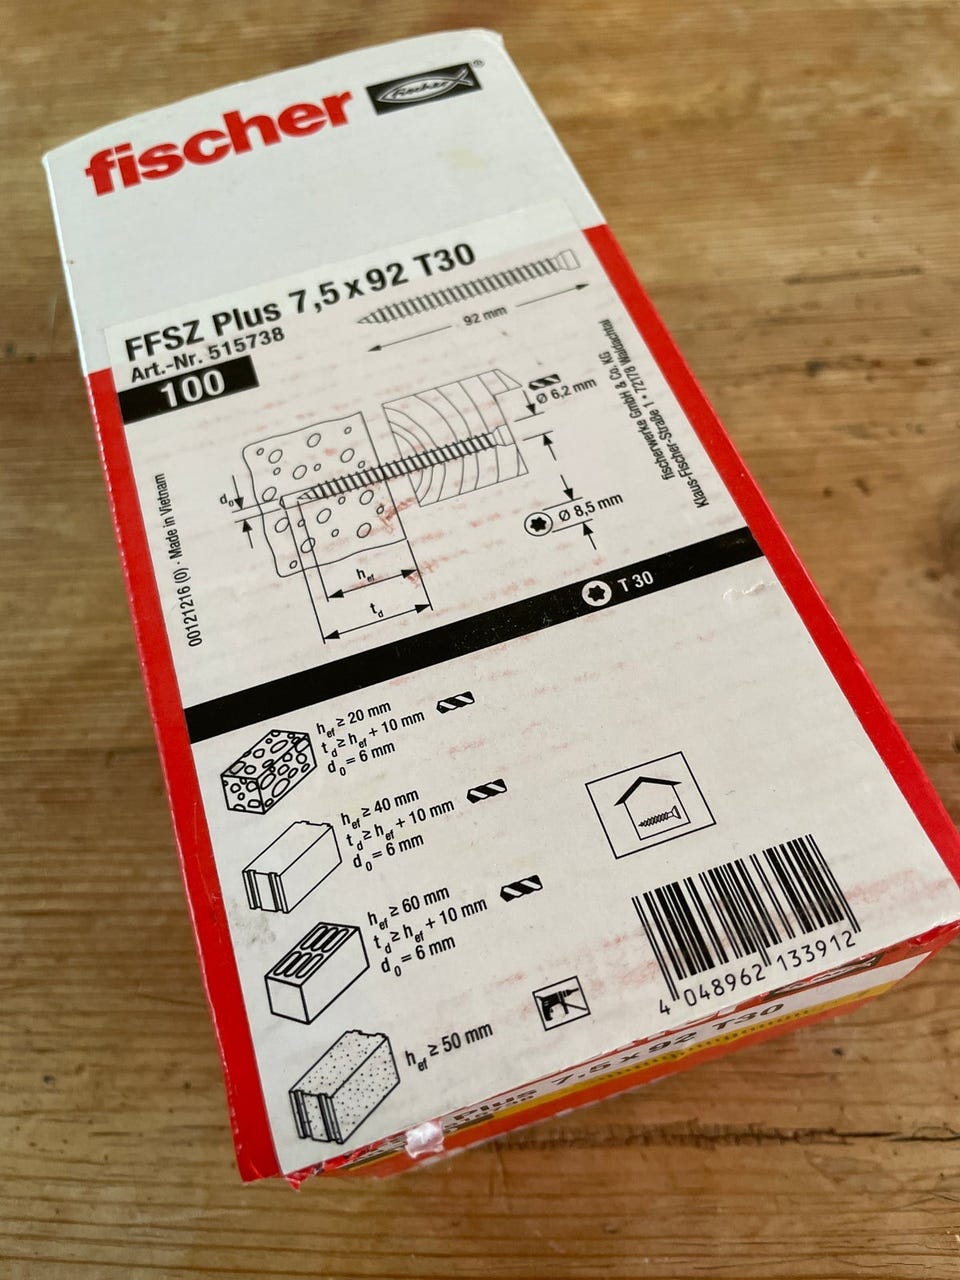 fischer
fischer®
FFSZ Plus 7,5 x 92 T30
Art.-Nr. 515738
100
92 mm
Ø 6,2 mm
d₀
Ø 8,5 mm
hef
td
00121216 (0) · Made in Vietnam
fischerwerke GmbH & Co. KG
Klaus-Fischer-Straße 1 • 72178 Waldachtal
T 30
hef ≥ 20 mm
td ≥ hef + 10 mm
d₀ = 6 mm
hef ≥ 40 mm
td ≥ hef + 10 mm
d₀ = 6 mm
hef ≥ 60 mm
td ≥ hef + 10 mm
d₀ = 6 mm
hef ≥ 50 mm
4 048962 133912
Plus 7,5 x 92 T30